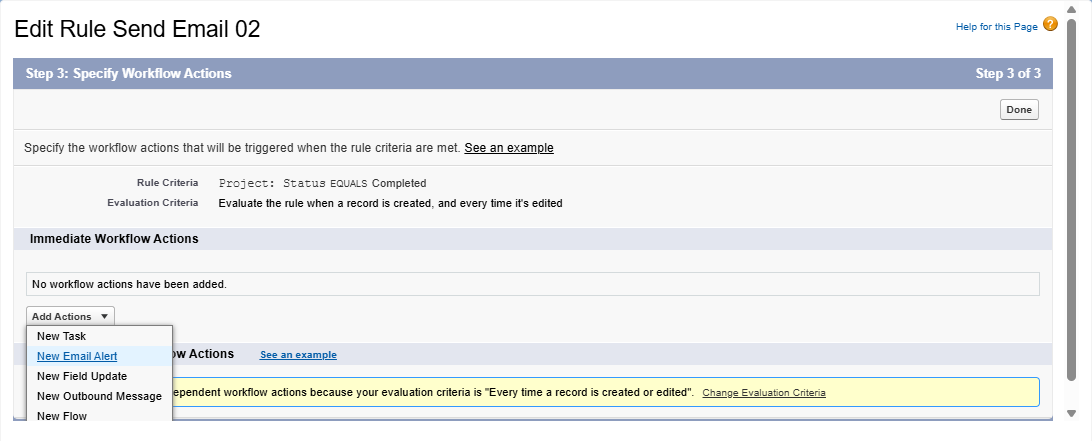 Edit Rule Send Email 02
Help for this Page ?
Step 3: Specify Workflow Actions Step 3 of 3
Done
Specify the workflow actions that will be triggered when the rule criteria are met. See an example
Rule Criteria Project: Status EQUALS Completed
Evaluation Criteria Evaluate the rule when a record is created, and every time it's edited
Immediate Workflow Actions
No workflow actions have been added.
Add Actions
New Task
New Email Alert
ow Actions See an example
New Field Update
ependent workflow actions because your evaluation criteria is "Every time a record is created or edited". Change Evaluation Criteria
New Outbound Message
New Flow